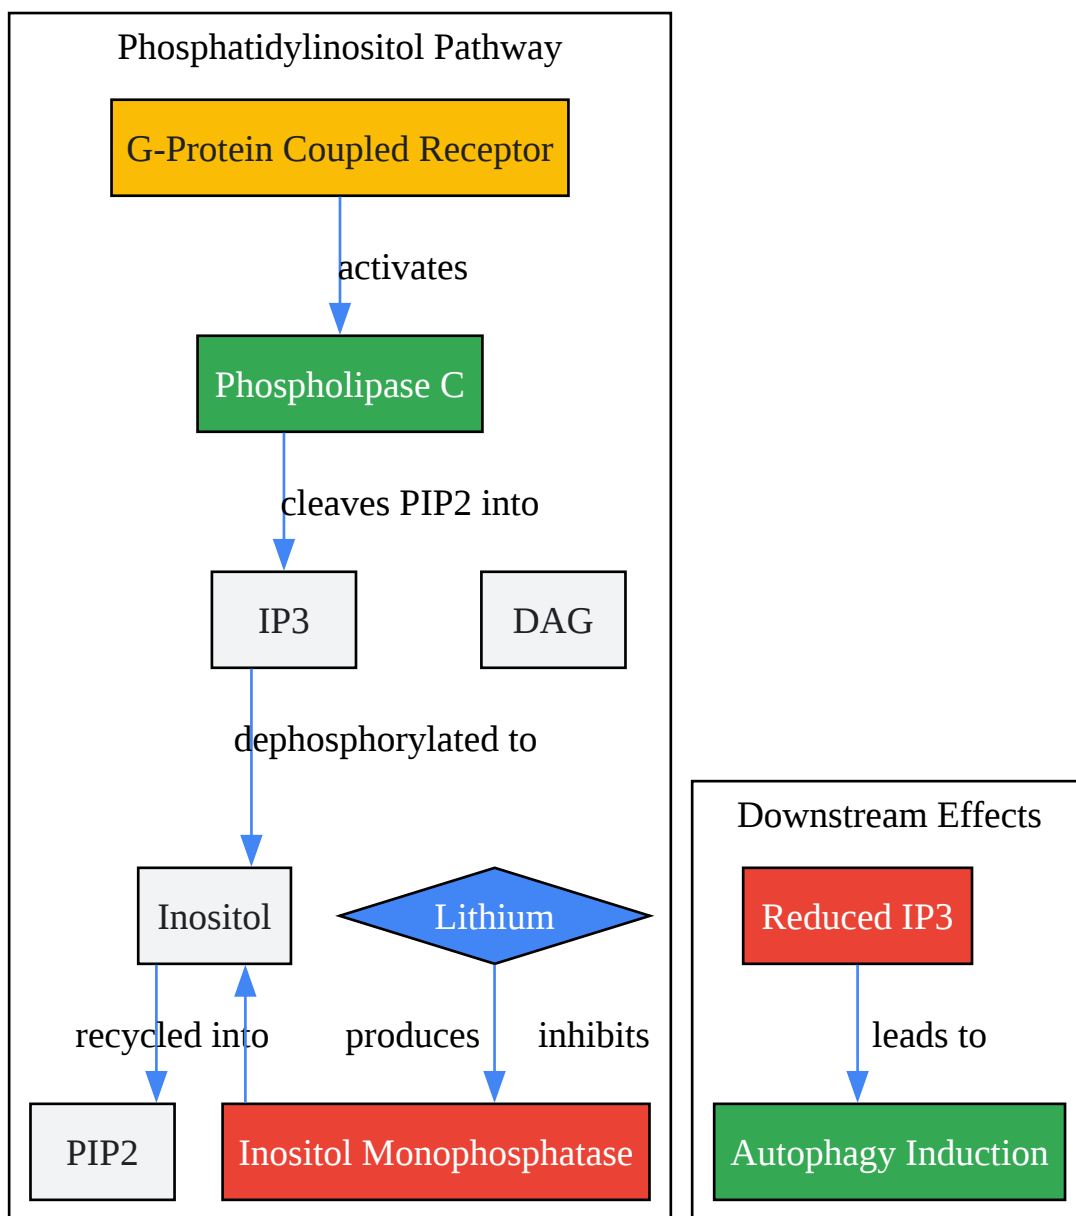 Phosphatidylinositol Pathway
G-Protein Coupled Receptor
activates
Phospholipase C
cleaves PIP2 into
IP3
DAG
dephosphorylated to
Downstream Effects
Inositol
Lithium
Reduced IP3
recycled into
produces
inhibits
leads to
PIP2
Inositol Monophosphatase
Autophagy Induction